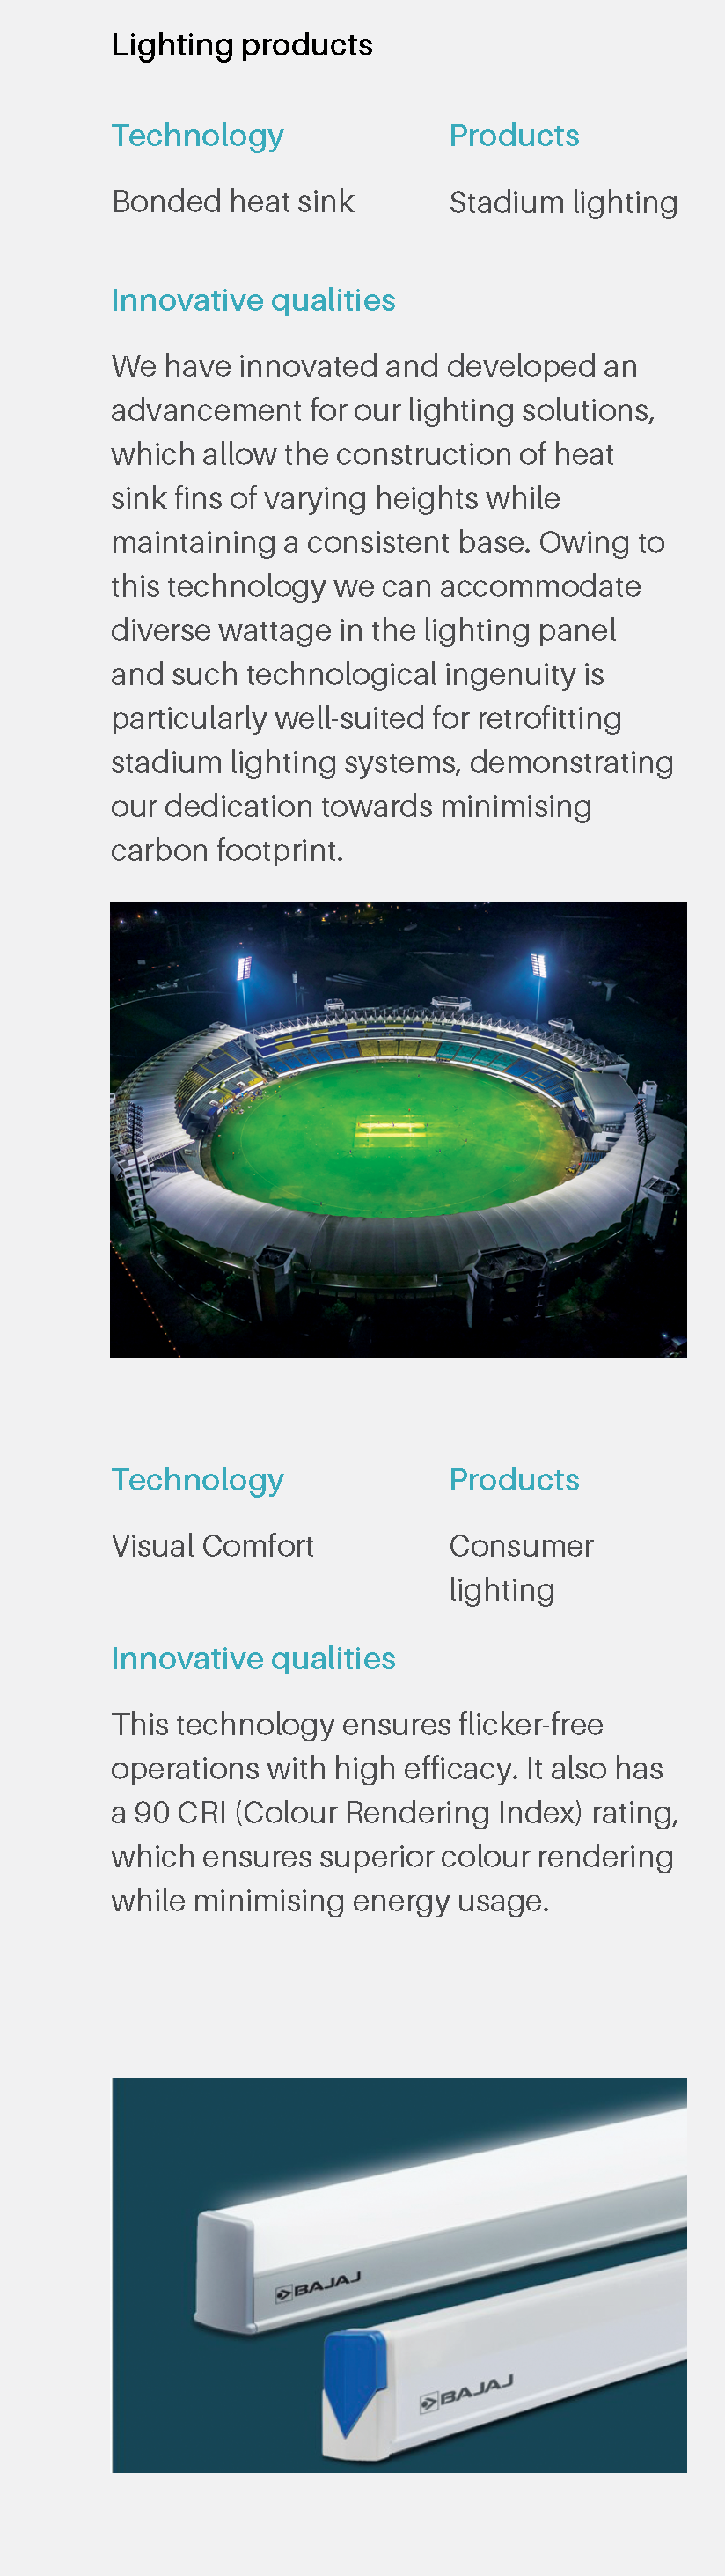 Lighting products
Technology
Bonded heat sink
Products
Stadium lighting
Innovative qualities
We have innovated and developed an
advancement for our lighting solutions,
which allow the construction of heat
sink fins of varying heights while
maintaining a consistent base. Owing to
this technology we can accommodate
diverse wattage in the lighting panel
and such technological ingenuity is
particularly well-suited for retrofitting
stadium lighting systems, demonstrating
our dedication towards minimising
carbon footprint.
Technology
Visual Comfort
Products
Consumer
lighting
Innovative qualities
This technology ensures flicker-free
operations with high efficacy. It also has
a 90 CRI (Colour Rendering Index) rating,
which ensures superior colour rendering
while minimising energy usage.
BAJAJ
BAJAJ